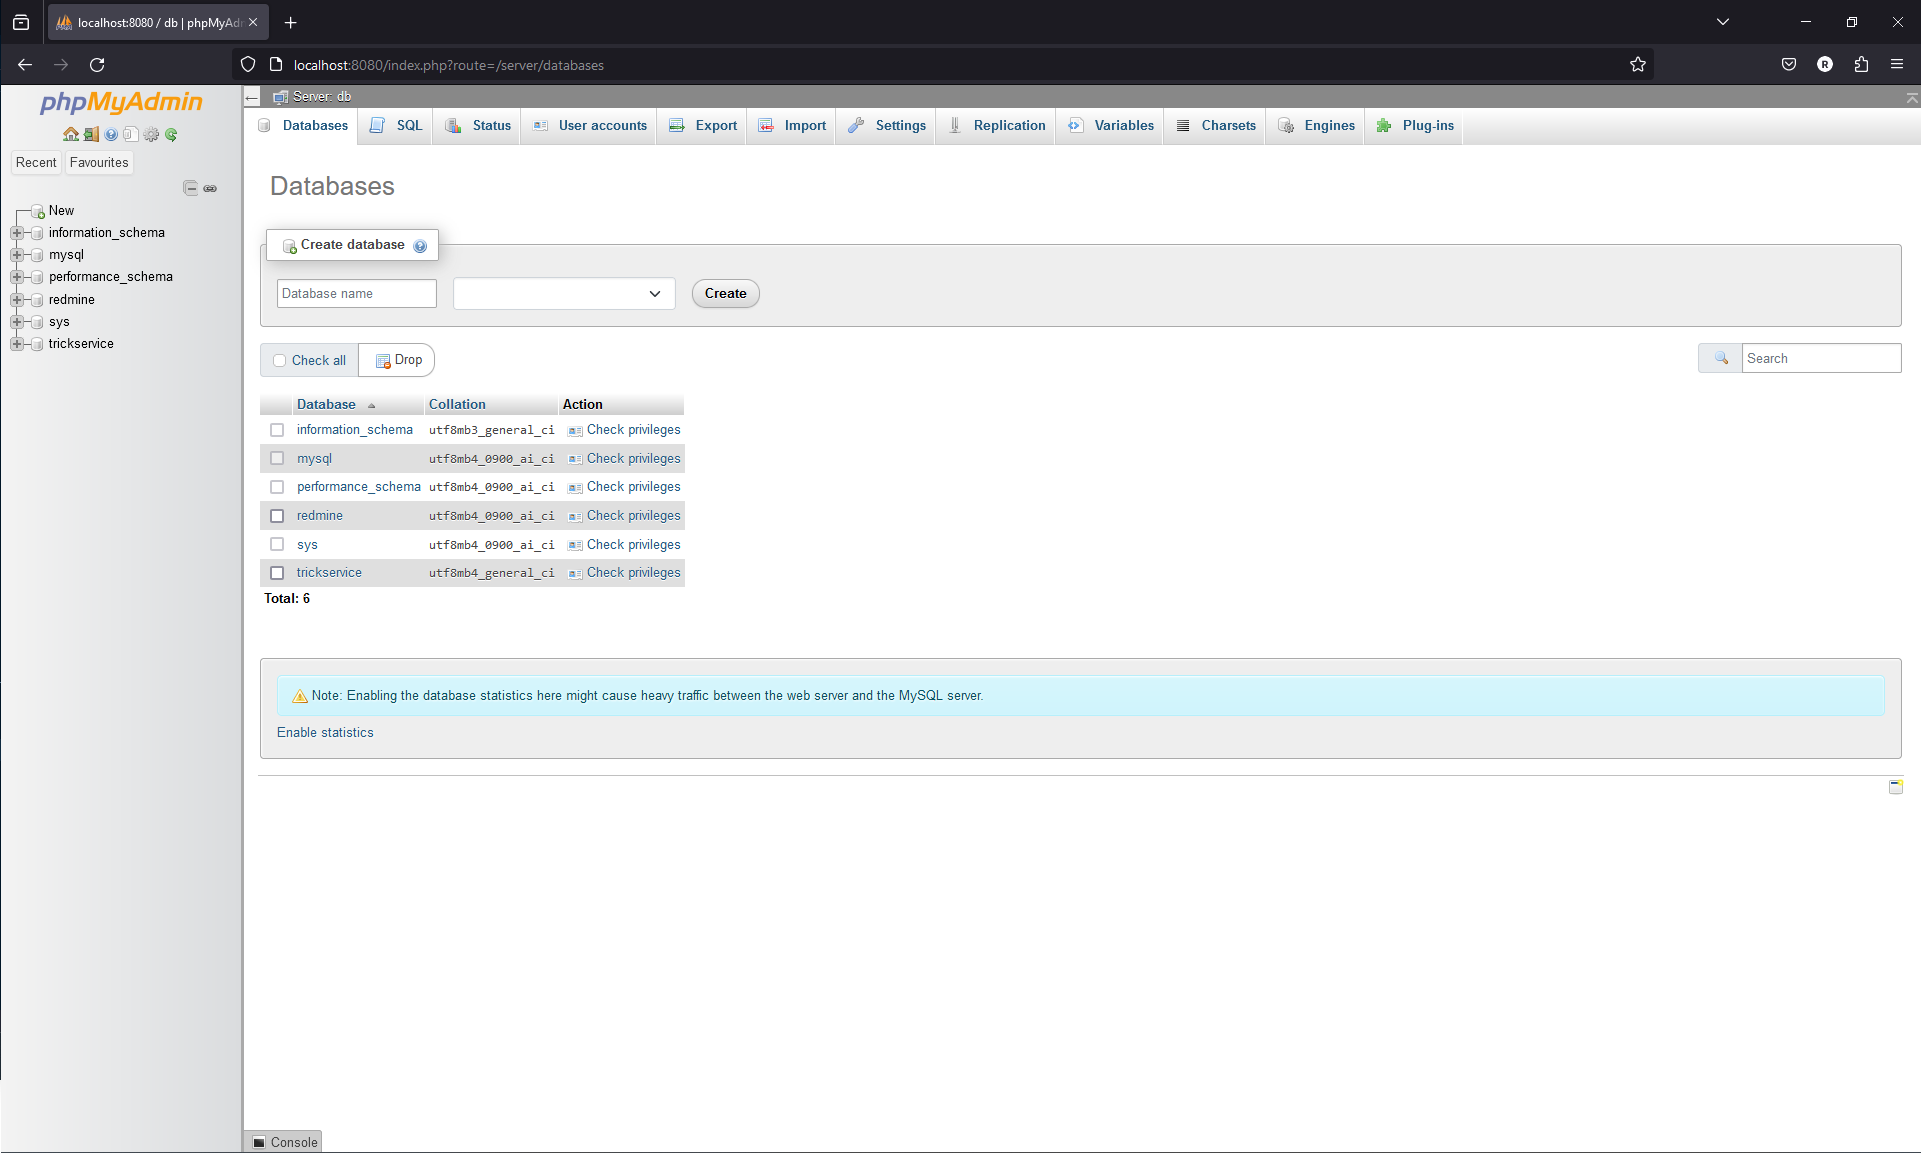 localhost:8080 / db | phpMyAdr
localhost:8080/index.php?route=/server/databases
phpMyAdmin
Recent Favourites
New
information_schema
mysql
performance_schema
redmine
sys
trickservice
Server: db
Databases SQL Status User accounts Export Import Settings Replication Variables Charsets Engines Plug-ins
Databases
Create database
Database name Create
Check all Drop Search
Database Collation Action
information_schema utf8mb3_general_ci Check privileges
mysql utf8mb4_0900_ai_ci Check privileges
performance_schema utf8mb4_0900_ai_ci Check privileges
redmine utf8mb4_0900_ai_ci Check privileges
sys utf8mb4_0900_ai_ci Check privileges
trickservice utf8mb4_general_ci Check privileges
Total: 6
Note: Enabling the database statistics here might cause heavy traffic between the web server and the MySQL server.
Enable statistics
Console